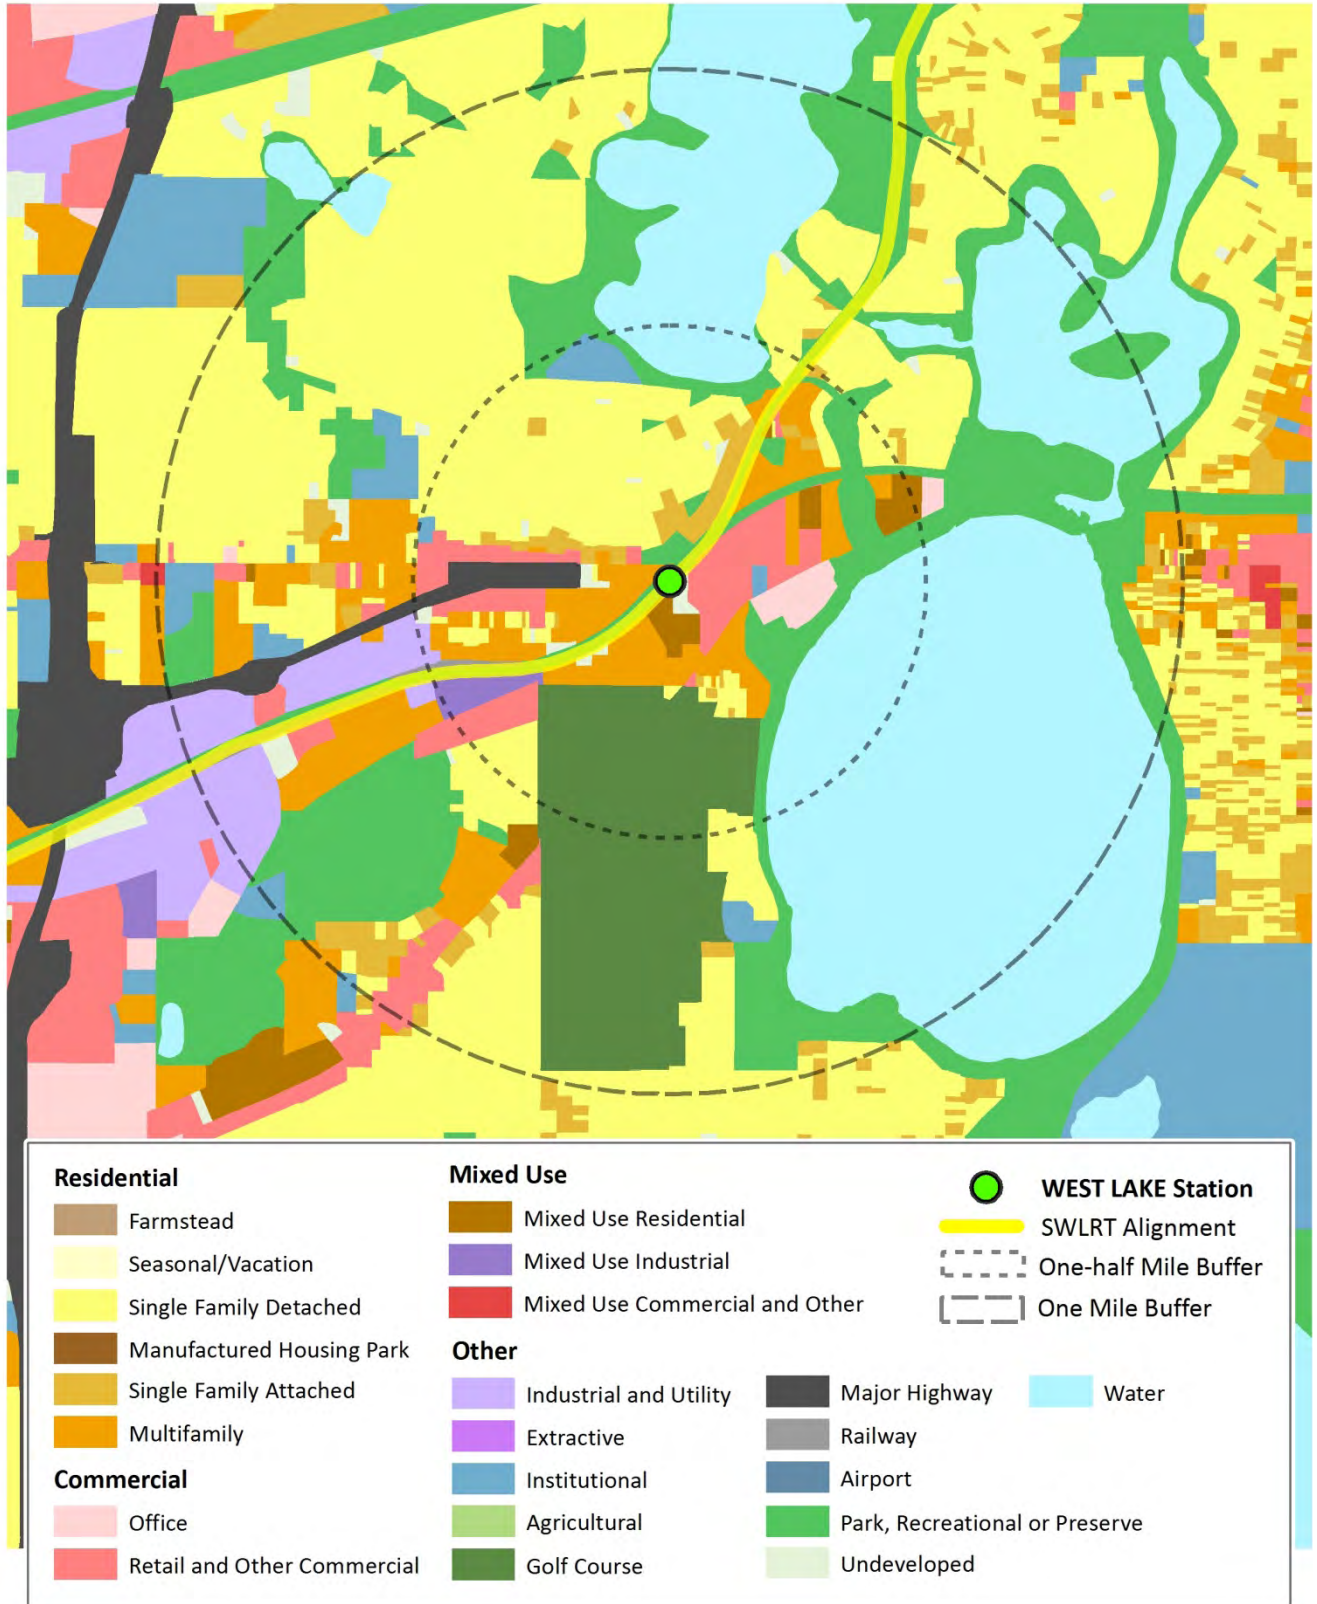 Residential
Farmstead
Seasonal/Vacation
Single Family Detached
Manufactured Housing Park
Single Family Attached
Multifamily
Commercial
Office
Retail and Other Commercial
Mixed Use
Mixed Use Residential
Mixed Use Industrial
Mixed Use Commercial and Other
Other
Industrial and Utility
Extractive
Institutional
Agricultural
Golf Course
Major Highway
Railway
Airport
Park, Recreational or Preserve
Undeveloped
Water
WEST LAKE Station
SWLRT Alignment
One-half Mile Buffer
One Mile Buffer